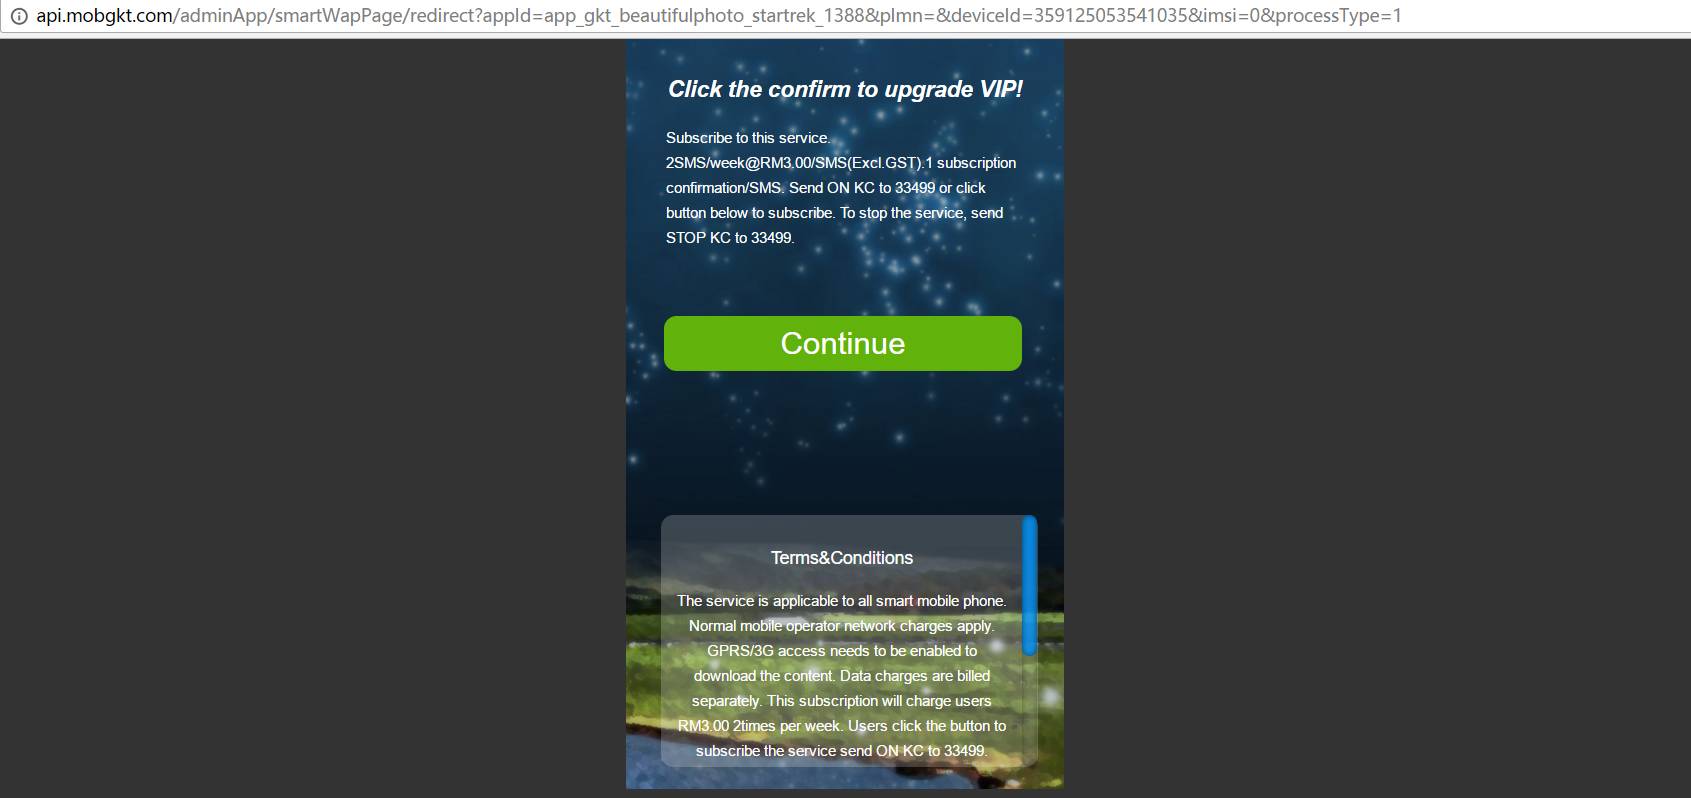 api.mobgkt.com/adminApp/smartWapPage/redirect?appId=app_gkt_beautifulphoto_startrek_1388&plmn=&deviceId=359125053541035&imsi=0&processType=1
Click the confirm to upgrade VIP!
Subscribe to this service.
2SMS/week@RM3.00/SMS(Excl.GST).1 subscription
confirmation/SMS. Send ON KC to 33499 or click
button below to subscribe. To stop the service, send
STOP KC to 33499.
Continue
Terms&Conditions
The service is applicable to all smart mobile phone.
Normal mobile operator network charges apply.
GPRS/3G access needs to be enabled to
download the content. Data charges are billed
separately. This subscription will charge users
RM3.00 2times per week. Users click the button to
subscribe the service send ON KC to 33499.